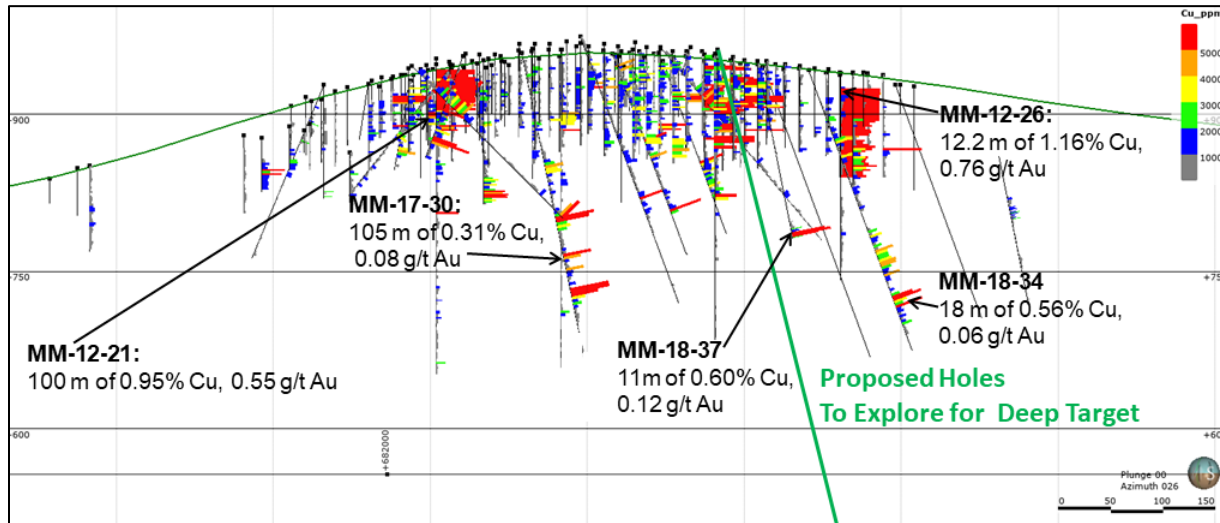 Cu_ppm
5000
4000
3000
2000
1000
+900
MM-12-26:
12.2 m of 1.16% Cu,
0.76 g/t Au
MM-17-30:
105 m of 0.31% Cu,
0.08 g/t Au
+750
+75
MM-18-34
18 m of 0.56% Cu,
0.06 g/t Au
MM-12-21:
100 m of 0.95% Cu, 0.55 g/t Au
MM-18-37
11m of 0.60% Cu,
0.12 g/t Au
Proposed Holes
To Explore for Deep Target
+600
+60
+682000
Plunge 00
Azimuth 026
S
0 50 100 150